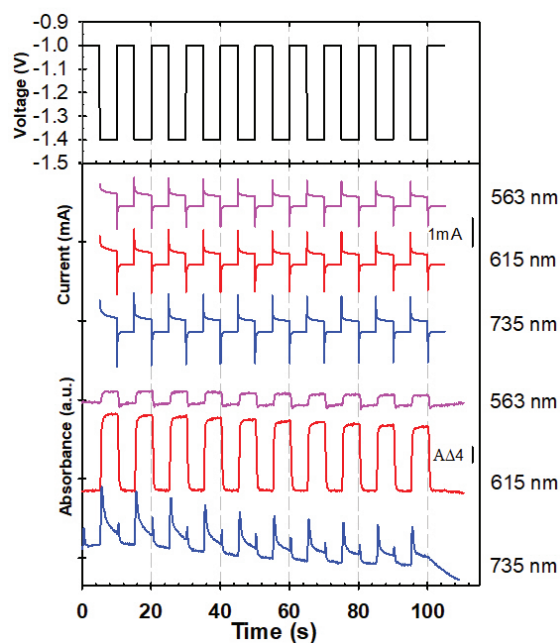 -0.9
-1.0
-1.1
-1.2
-1.3
-1.4
-1.5
Voltage (V)
Current (mA)
563 nm
1mA
615 nm
735 nm
Absorbance (a.u.)
563 nm
AΔ4
615 nm
735 nm
0 20 40 60 80 100
Time (s)